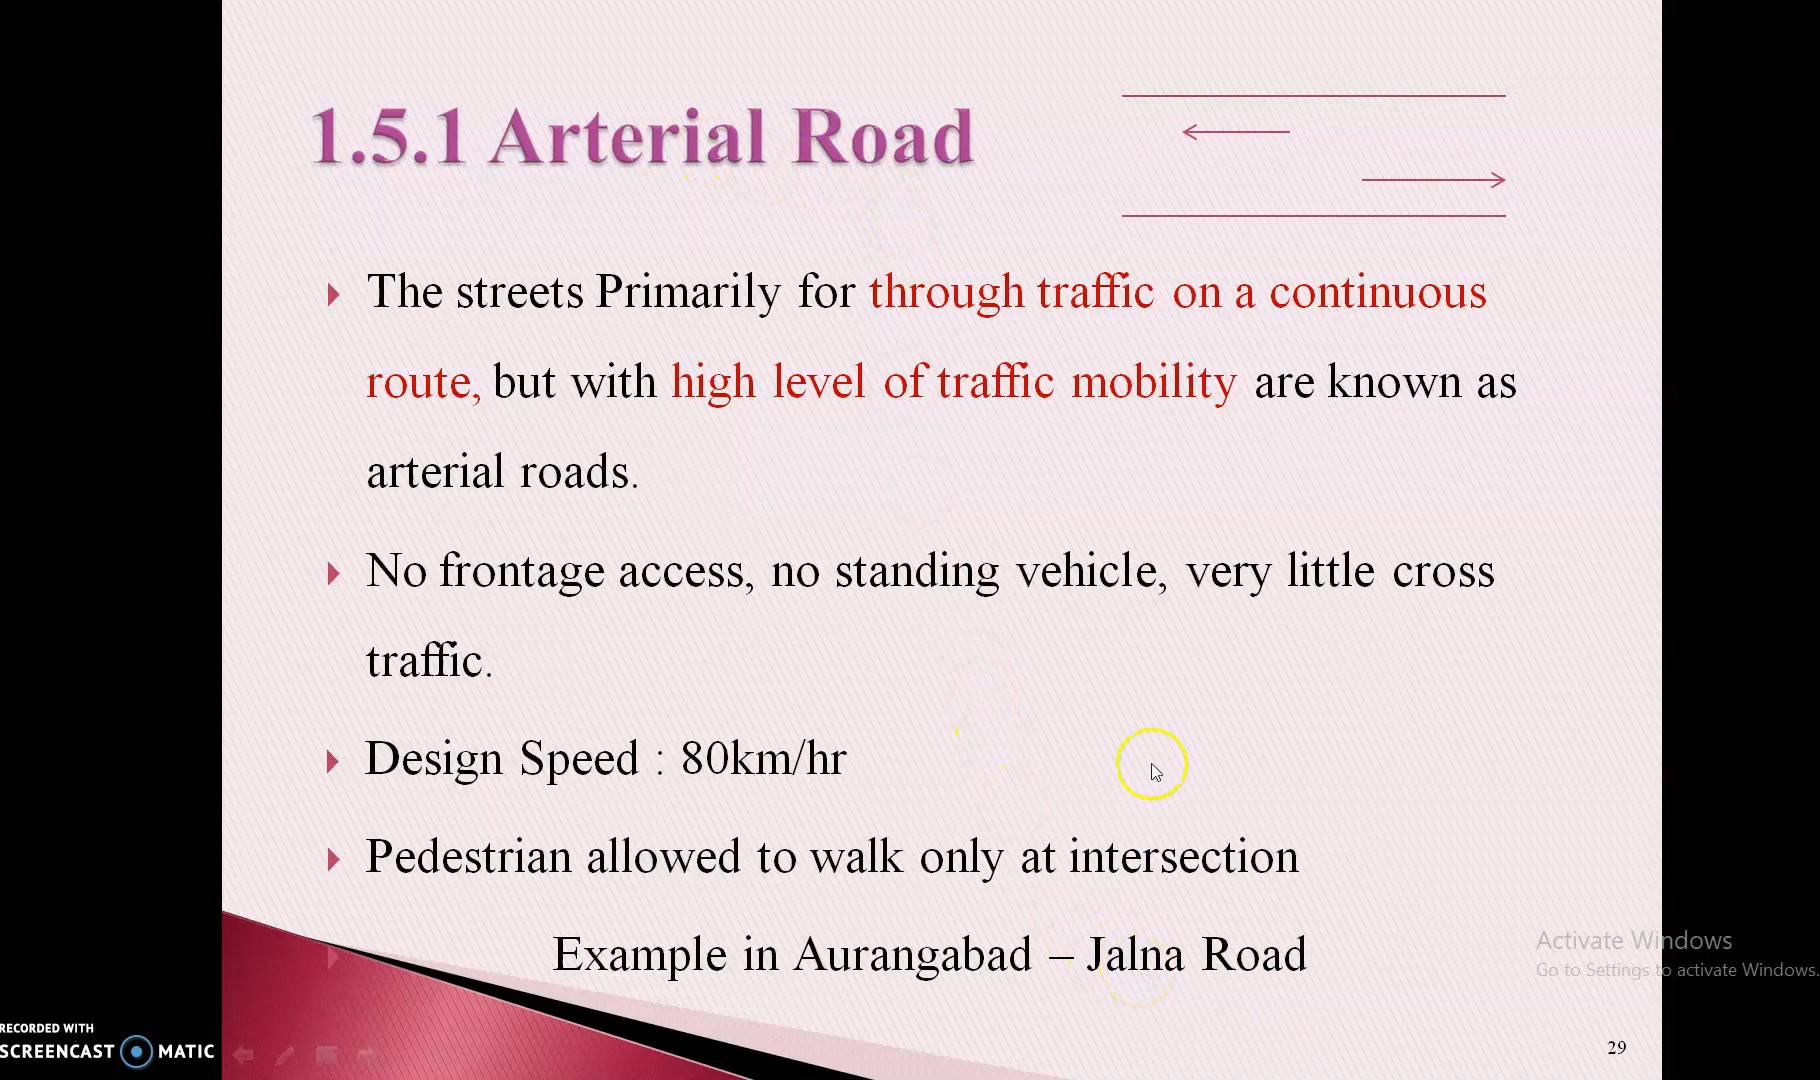 1.5.1 Arterial Road
The streets Primarily for through traffic on a continuous
route, but with high level of traffic mobility are known as
arterial roads.
No frontage access, no standing vehicle, very little cross
traffic.
Design Speed : 80km/hr
Pedestrian allowed to walk only at intersection
Example in Aurangabad – Jalna Road
Activate Windows
Go to Settings to activate Windows.
RECORDED WITH
SCREENCAST MATIC
29